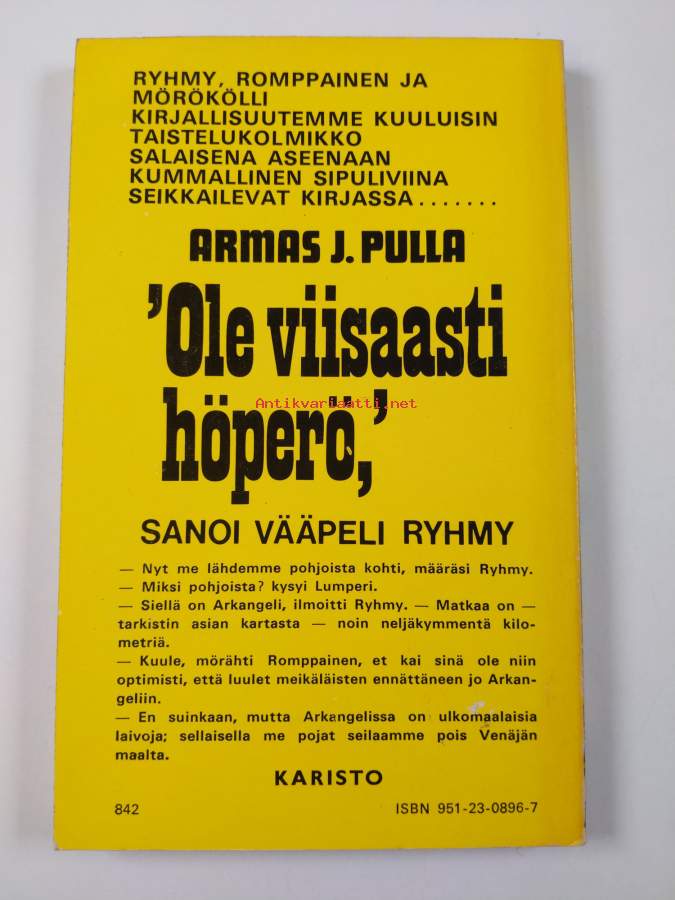 RYHMY, ROMPPAINEN JA
MÖRÖKÖLLI
KIRJALLISUUTEMME KUULUISIN
TAISTELUKOLMIKKO
SALAISENA ASEENAAN
KUMMALLINEN SIPULIVIINA
SEIKKAILEVAT KIRJASSA.......
ARMAS J. PULLA
'Ole viisaasti
Antikvariaatti.net
höperö,'
SANOI VÄÄPELI RYHMY
— Nyt me lähdemme pohjoista kohti, määräsi Ryhmy.
— Miksi pohjoista? kysyi Lumperi.
— Siellä on Arkangeli, ilmoitti Ryhmy. — Matkaa on —
tarkistin asian kartasta — noin neljäkymmentä kilo-
metriä.
— Kuule, mörähti Romppainen, et kai sinä ole niin
optimisti, että luulet meikäläisten ennättäneen jo Arkan-
geliin.
— En suinkaan, mutta Arkangelissa on ulkomaalaisia
laivoja; sellaisella me pojat seilaamme pois Venäjän
maalta.
KARISTO
842
ISBN 951-23-0896-7